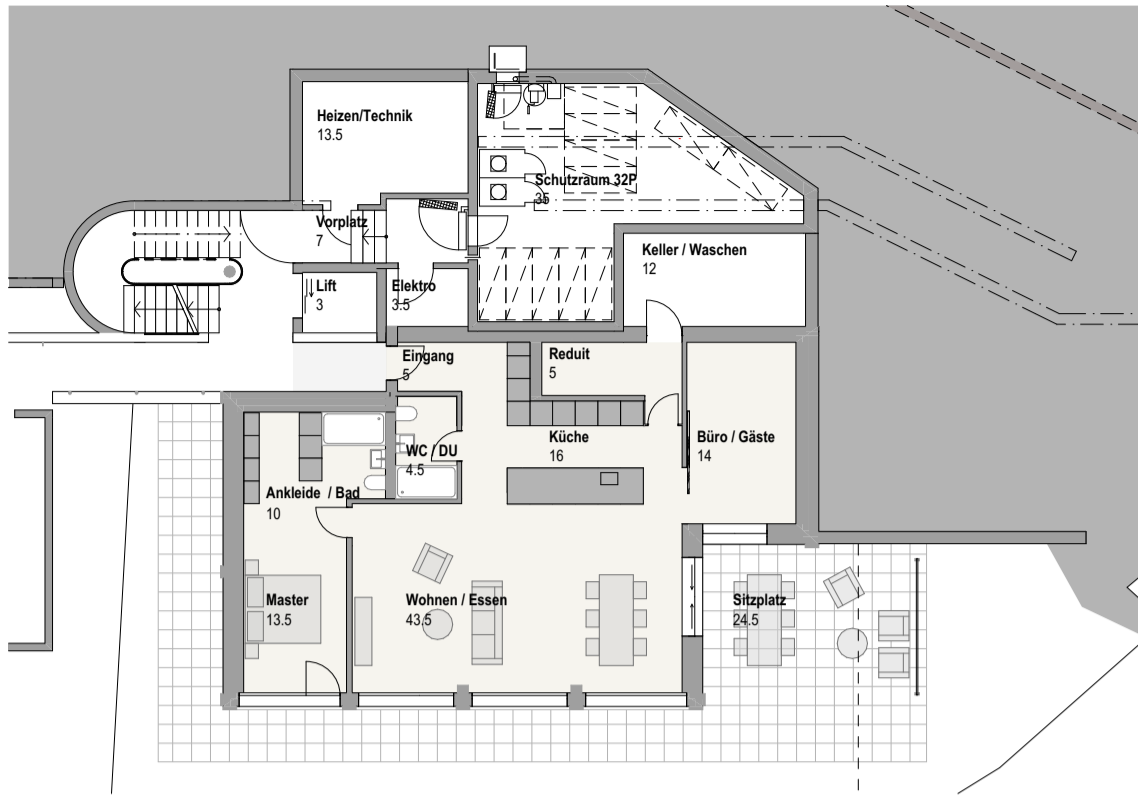 Heizen/Technik
13.5
Schutzraum 32P
35
Vorplatz
7
Keller / Waschen
12
Lift
3
Elektro
3.5
Eingang
5
Reduit
5
Küche
16
Büro / Gäste
14
WC / DU
4.5
Ankleide / Bad
10
Master
13.5
Wohnen / Essen
43.5
Sitzplatz
24.5